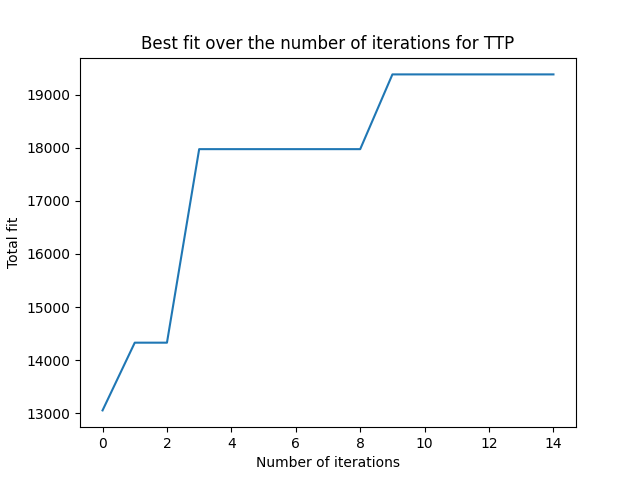 Best fit over the number of iterations for TTP
Total fit
19000
18000
17000
16000
15000
14000
13000
0 2 4 6 8 10 12 14
Number of iterations